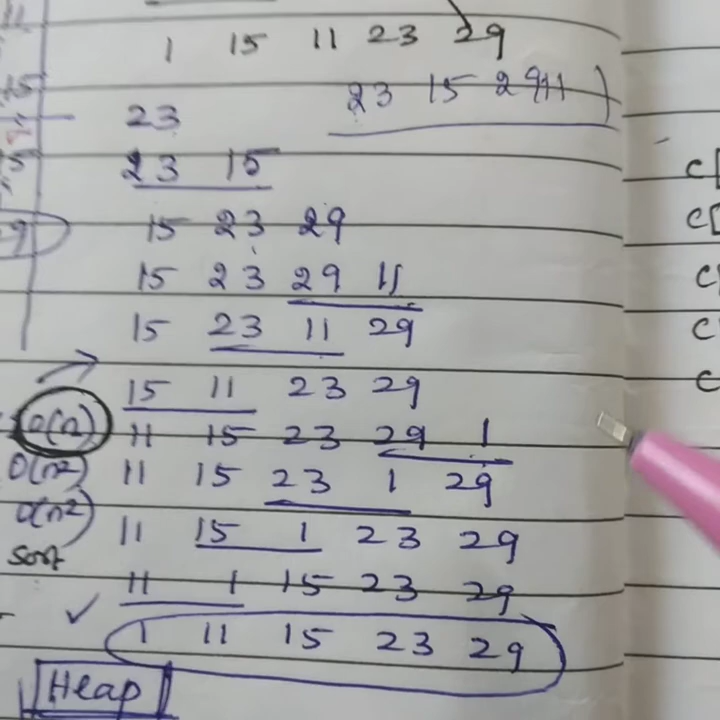 1 15 11 23 29
23 15 29 11
23
23 15
15 23 29
15 23 29 11
15 23 11 29
15 11 23 29
O(n) 11 15 23 29 1
O(n²) 11 15 23 1 29
O(n²) 11 15 1 23 29
sort
11 1 15 23 29
✓ 1 11 15 23 29
Heap